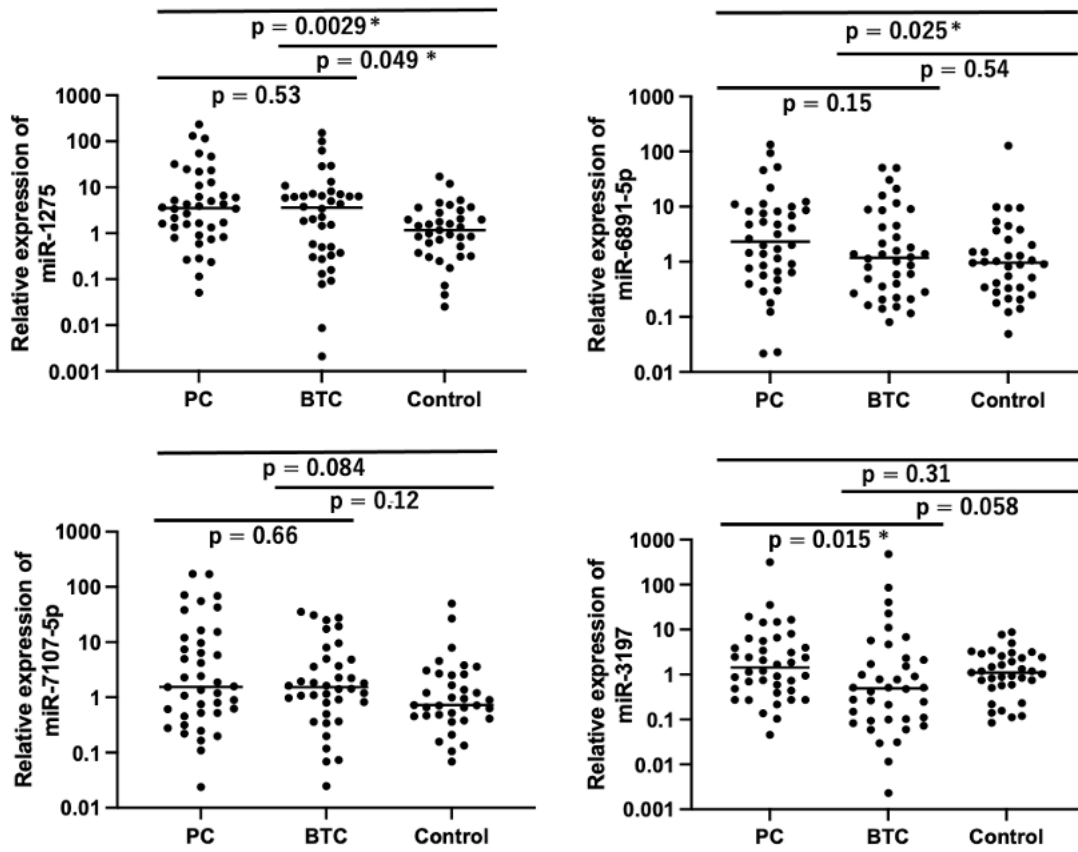 p = 0.0029*
p = 0.049 *
p = 0.53
Relative expression of
miR-1275
1000
100
10
1
0.1
0.01
0.001
PC BTC Control
p = 0.025*
p = 0.54
p = 0.15
Relative expression of
miR-6891-5p
1000
100
10
1
0.1
0.01
PC BTC Control
p = 0.084
p = 0.12
p = 0.66
Relative expression of
miR-7107-5p
1000
100
10
1
0.1
0.01
PC BTC Control
p = 0.31
p = 0.058
p = 0.015 *
Relative expression of
miR-3197
1000
100
10
1
0.1
0.01
0.001
PC BTC Control